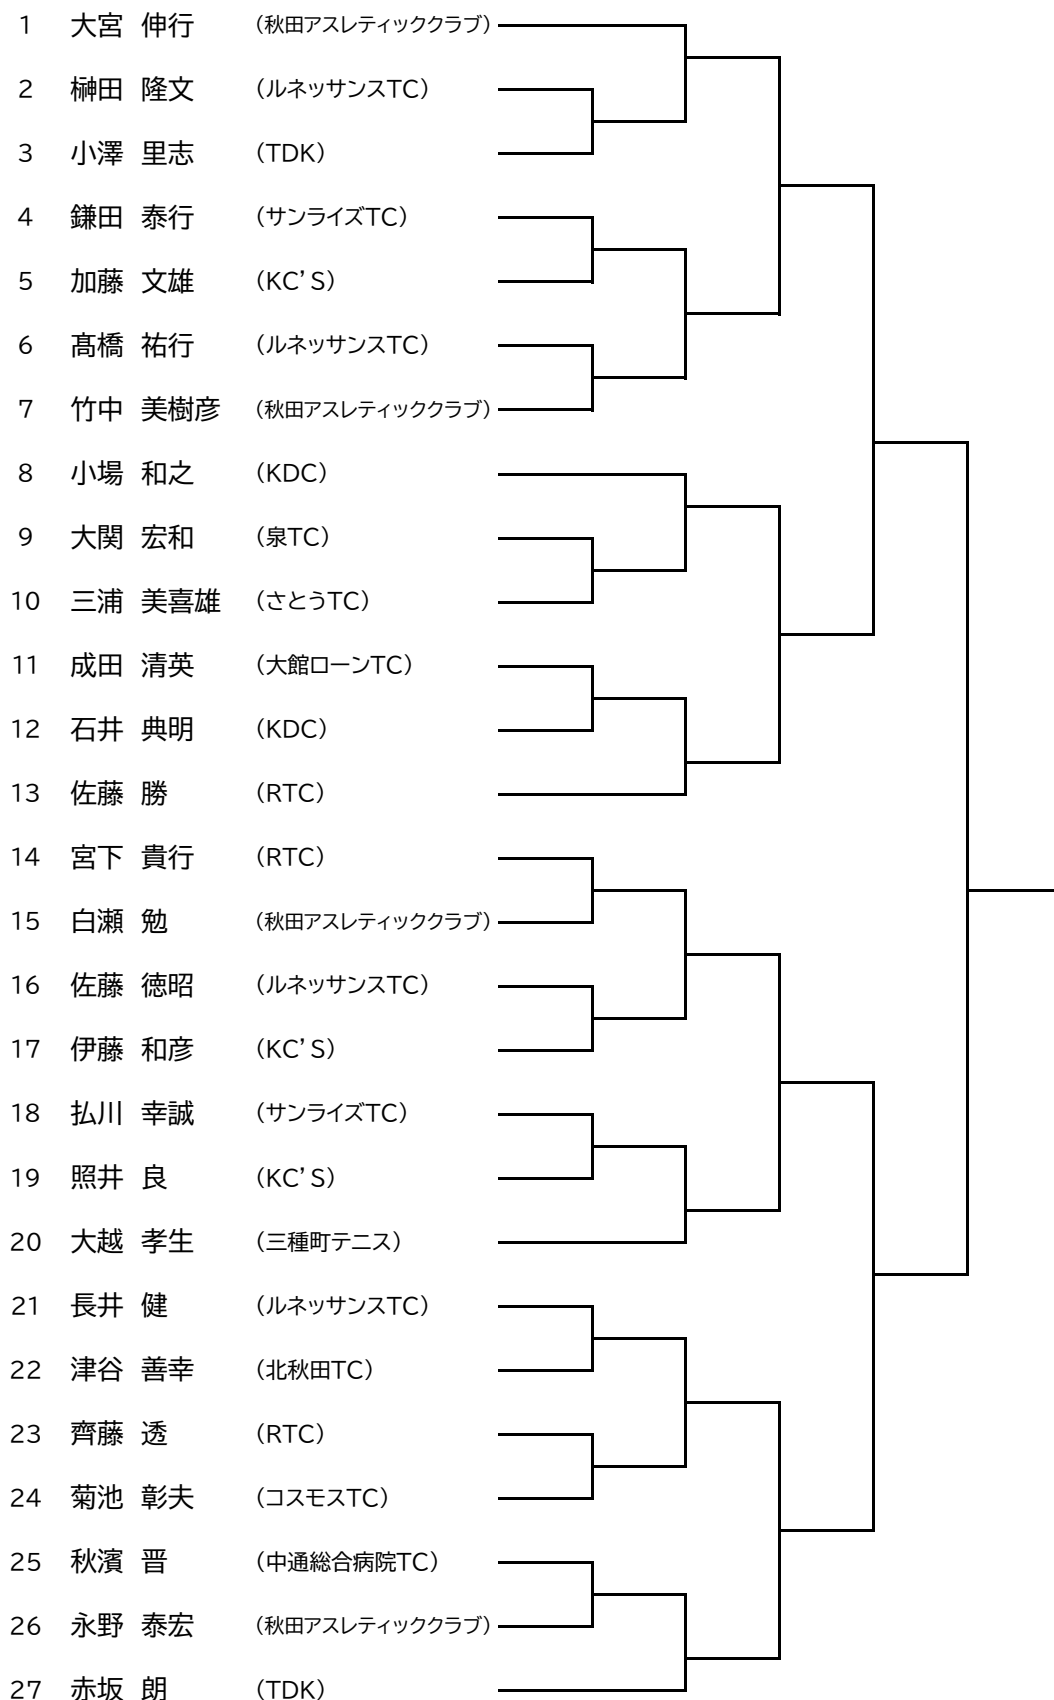 1 大宮 伸行 (秋田アスレティッククラブ)
2 榊田 隆文 (ルネッサンスTC)
3 小澤 里志 (TDK)
4 鎌田 泰行 (サンライズTC)
5 加藤 文雄 (KC’S)
6 髙橋 祐行 (ルネッサンスTC)
7 竹中 美樹彦 (秋田アスレティッククラブ)
8 小場 和之 (KDC)
9 大関 宏和 (泉TC)
10 三浦 美喜雄 (さとうTC)
11 成田 清英 (大館ローンTC)
12 石井 典明 (KDC)
13 佐藤 勝 (RTC)
14 宮下 貴行 (RTC)
15 白瀬 勉 (秋田アスレティッククラブ)
16 佐藤 徳昭 (ルネッサンスTC)
17 伊藤 和彦 (KC’S)
18 払川 幸誠 (サンライズTC)
19 照井 良 (KC’S)
20 大越 孝生 (三種町テニス)
21 長井 健 (ルネッサンスTC)
22 津谷 善幸 (北秋田TC)
23 齊藤 透 (RTC)
24 菊池 彰夫 (コスモスTC)
25 秋濱 晋 (中通総合病院TC)
26 永野 泰宏 (秋田アスレティッククラブ)
27 赤坂 朗 (TDK)